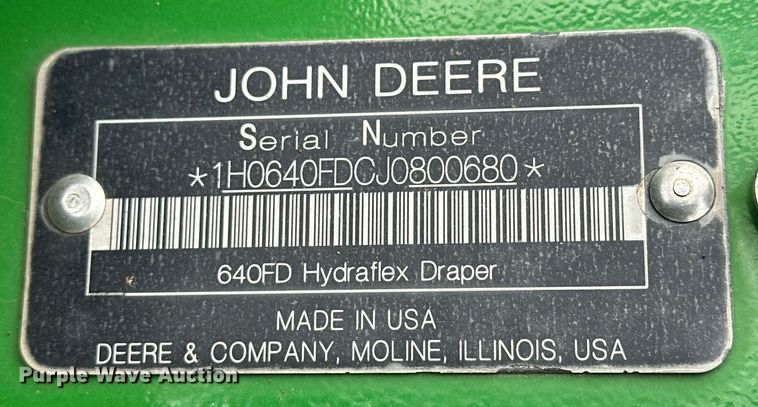 JOHN DEERE
Serial Number
*1H0640FDCJ0800680*
640FD Hydraflex Draper
MADE IN USA
DEERE & COMPANY, MOLINE, ILLINOIS, USA
Purple Wave Auction